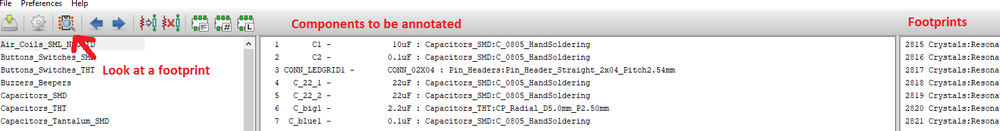 File Preferences Help
Components to be annotated
Footprints
Look at a footprint
Air_Coils_SML_N
Buttons_Switches_SM
Buttons_Switches_THT
Buzzers_Beepers
Capacitors_SMD
Capacitors_THT
Capacitors_Tantalum_SMD
1 C1 - 10uF : Capacitors_SMD:C_0805_HandSoldering
2 C2 - 0.1uF : Capacitors_SMD:C_0805_HandSoldering
3 CONN_LEDGRID1 - CONN_02X04 : Pin_Headers:Pin_Header_Straight_2x04_Pitch2.54mm
4 C_22_1 - 22uF : Capacitors_SMD:C_0805_HandSoldering
5 C_22_2 - 22uF : Capacitors_SMD:C_0805_HandSoldering
6 C_big1 - 2.2uF : Capacitors_THT:CP_Radial_D5.0mm_P2.50mm
7 C_blue1 - 0.1uF : Capacitors_SMD:C_0805_HandSoldering
2815 Crystals:Resona
2816 Crystals:Resona
2817 Crystals:Resona
2818 Crystals:Resona
2819 Crystals:Resona
2820 Crystals:Resona
2821 Crystals:Resona